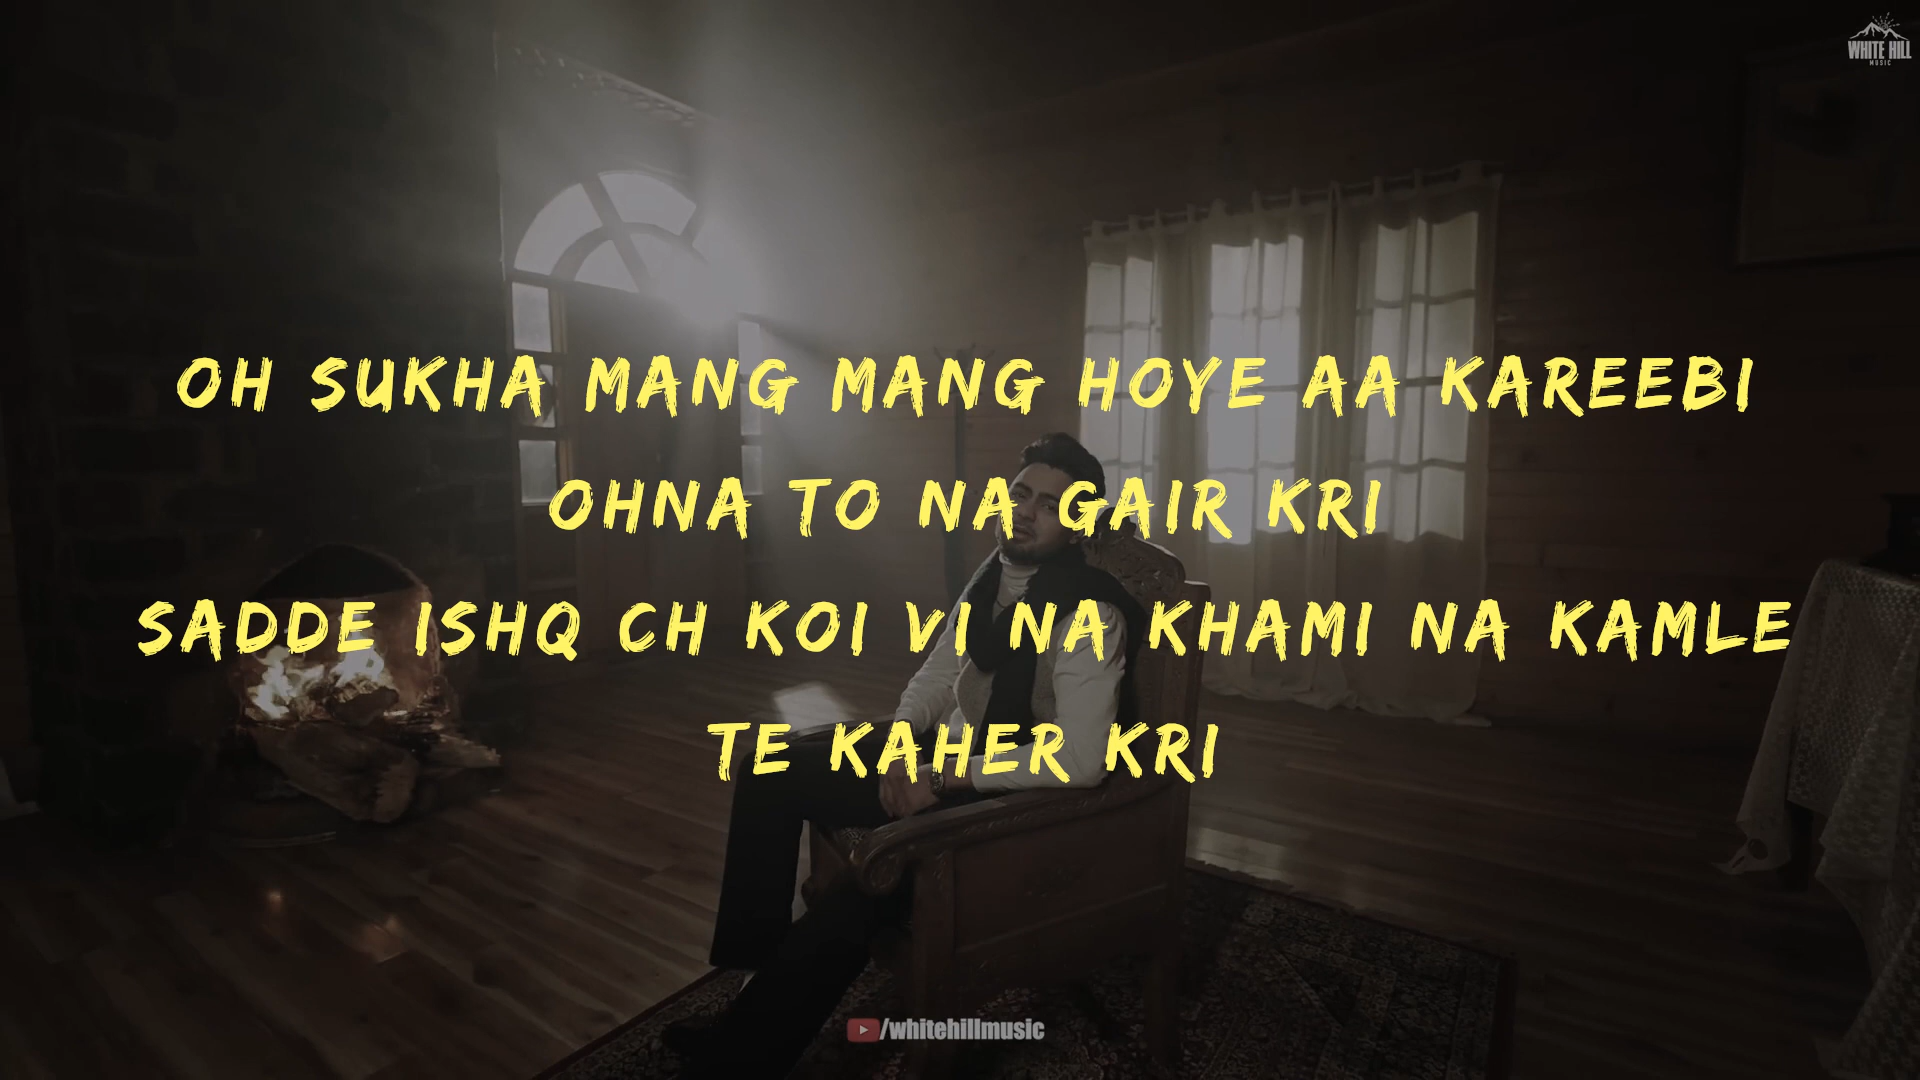 WHITE HILL
MUSIC
OH SUKHA MANG MANG HOYE AA KAREEBI
OHNA TO NA GAIR KRI
SADDE ISHQ CH KOI VI NA KHAMI NA KAMLE
TE KAHER KRI
/whitehillmusic